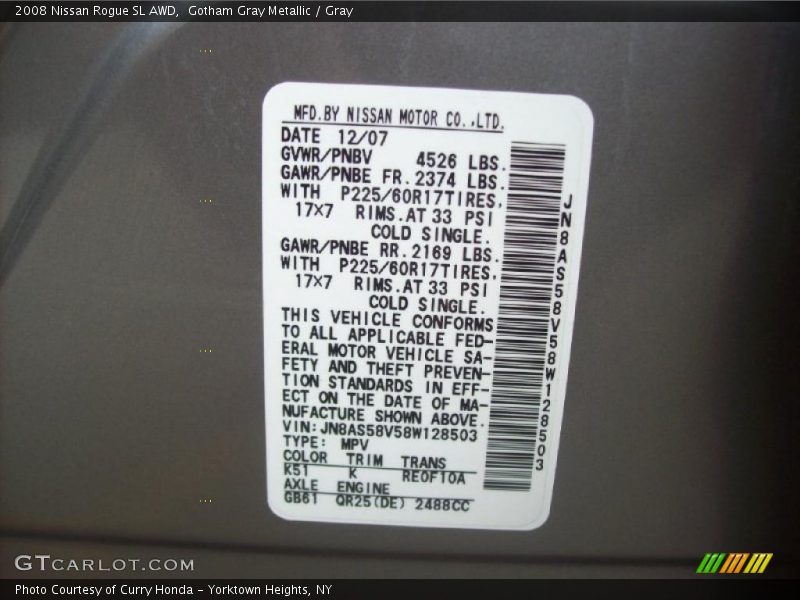 2008 Nissan Rogue SL AWD,  Gotham Gray Metallic / Gray
MFD.BY NISSAN MOTOR CO.,LTD.
DATE 12/07
GVWR/PNBV 4526 LBS.
GAWR/PNBE FR. 2374 LBS.
WITH P225/60R17TIRES,
17×7 RIMS.AT 33 PSI
COLD SINGLE.
GAWR/PNBE RR. 2169 LBS.
WITH P225/60R17TIRES,
17×7 RIMS.AT 33 PSI
COLD SINGLE.
THIS VEHICLE CONFORMS
TO ALL APPLICABLE FED-
ERAL MOTOR VEHICLE SA-
FETY AND THEFT PREVEN-
TION STANDARDS IN EFF-
ECT ON THE DATE OF MA-
NUFACTURE SHOWN ABOVE.
VIN:JN8AS58V58W128503
TYPE: MPV
COLOR TRIM TRANS
K51 K RE0F10A
AXLE ENGINE
GB61 QR25(DE) 2488CC
JN8AS58V58W128503
GTCARLOT.COM
Photo Courtesy of Curry Honda - Yorktown Heights, NY